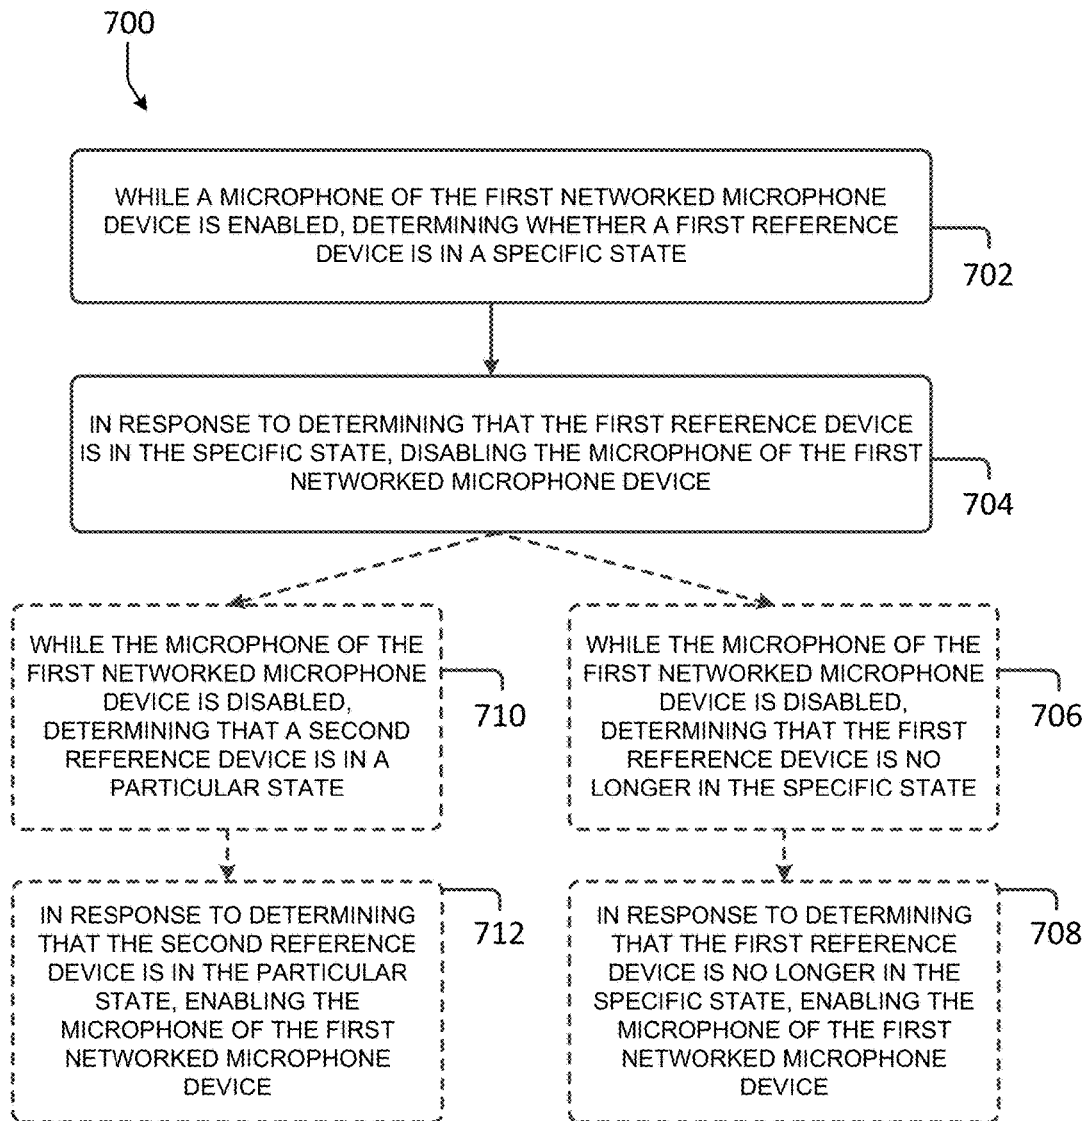 700
WHILE A MICROPHONE OF THE FIRST NETWORKED MICROPHONE
DEVICE IS ENABLED, DETERMINING WHETHER A FIRST REFERENCE
DEVICE IS IN A SPECIFIC STATE
702
IN RESPONSE TO DETERMINING THAT THE FIRST REFERENCE DEVICE
IS IN THE SPECIFIC STATE, DISABLING THE MICROPHONE OF THE FIRST
NETWORKED MICROPHONE DEVICE
704
WHILE THE MICROPHONE OF THE
FIRST NETWORKED MICROPHONE
DEVICE IS DISABLED,
DETERMINING THAT A SECOND
REFERENCE DEVICE IS IN A
PARTICULAR STATE
710
WHILE THE MICROPHONE OF THE
FIRST NETWORKED MICROPHONE
DEVICE IS DISABLED,
DETERMINING THAT THE FIRST
REFERENCE DEVICE IS NO
LONGER IN THE SPECIFIC STATE
706
IN RESPONSE TO DETERMINING
THAT THE SECOND REFERENCE
DEVICE IS IN THE PARTICULAR
STATE, ENABLING THE
MICROPHONE OF THE FIRST
NETWORKED MICROPHONE
DEVICE
712
IN RESPONSE TO DETERMINING
THAT THE FIRST REFERENCE
DEVICE IS NO LONGER IN THE
SPECIFIC STATE, ENABLING THE
MICROPHONE OF THE FIRST
NETWORKED MICROPHONE
DEVICE
708